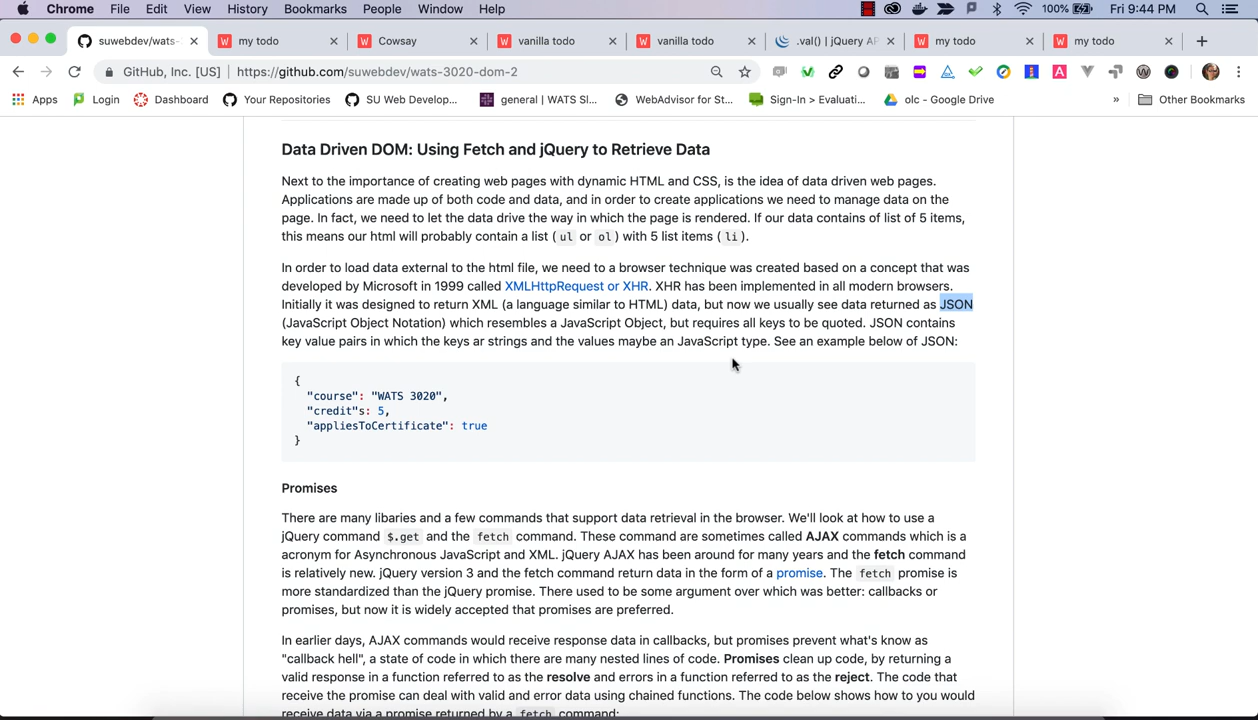 Chrome File Edit View History Bookmarks People Window Help 100% Fri 9:44 PM
suwebdev/wats- my todo Cowsay vanilla todo vanilla todo .val() | jQuery AP my todo my todo
GitHub, Inc. [US] https://github.com/suwebdev/wats-3020-dom-2
Apps Login Dashboard Your Repositories SU Web Develop... general | WATS Sl... WebAdvisor for St... Sign-In > Evaluati... olc - Google Drive » Other Bookmarks
Data Driven DOM: Using Fetch and jQuery to Retrieve Data
Next to the importance of creating web pages with dynamic HTML and CSS, is the idea of data driven web pages.
Applications are made up of both code and data, and in order to create applications we need to manage data on the
page. In fact, we need to let the data drive the way in which the page is rendered. If our data contains of list of 5 items,
this means our html will probably contain a list ( ul or ol ) with 5 list items ( li ).
In order to load data external to the html file, we need to a browser technique was created based on a concept that was
developed by Microsoft in 1999 called XMLHttpRequest or XHR. XHR has been implemented in all modern browsers.
Initially it was designed to return XML (a language similar to HTML) data, but now we usually see data returned as JSON
(JavaScript Object Notation) which resembles a JavaScript Object, but requires all keys to be quoted. JSON contains
key value pairs in which the keys ar strings and the values maybe an JavaScript type. See an example below of JSON:
{
"course": "WATS 3020",
"credit"s: 5,
"appliesToCertificate": true
}
Promises
There are many libaries and a few commands that support data retrieval in the browser. We'll look at how to use a
jQuery command $.get and the fetch command. These command are sometimes called AJAX commands which is a
acronym for Asynchronous JavaScript and XML. jQuery AJAX has been around for many years and the fetch command
is relatively new. jQuery version 3 and the fetch command return data in the form of a promise. The fetch promise is
more standardized than the jQuery promise. There used to be some argument over which was better: callbacks or
promises, but now it is widely accepted that promises are preferred.
In earlier days, AJAX commands would receive response data in callbacks, but promises prevent what's know as
"callback hell", a state of code in which there are many nested lines of code. Promises clean up code, by returning a
valid response in a function referred to as the resolve and errors in a function referred to as the reject. The code that
receive the promise can deal with valid and error data using chained functions. The code below shows how to you would
receive data via a promise returned by a fetch command: